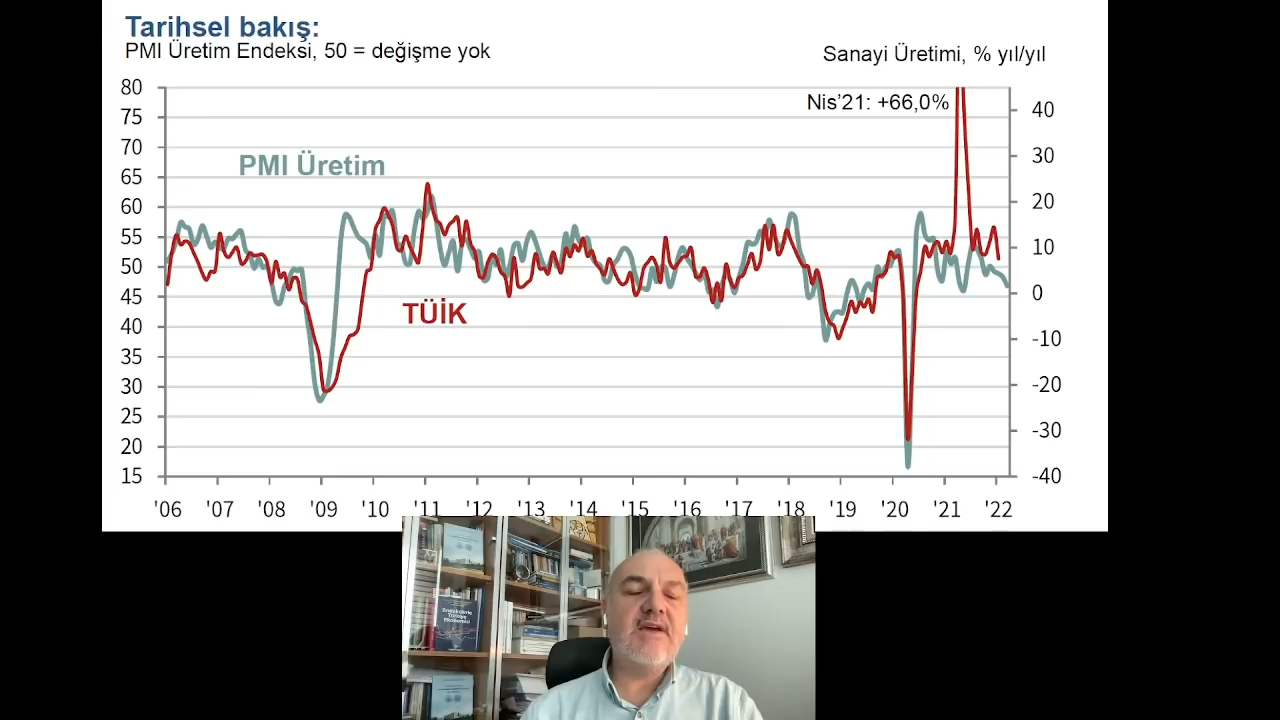 Tarihsel bakış:
PMI Üretim Endeksi, 50 = değişme yok
Sanayi Üretimi, % yıl/yıl
Nis'21: +66,0%
PMI Üretim
TÜİK
80
75
70
65
60
55
50
45
40
35
30
25
20
15
40
30
20
10
0
-10
-20
-30
-40
'06 '07 '08 '09 '10 '11 '12 '13 '14 '15 '16 '17 '18 '19 '20 '21 '22
Endekslerle
Türkiye
Ekonomisi